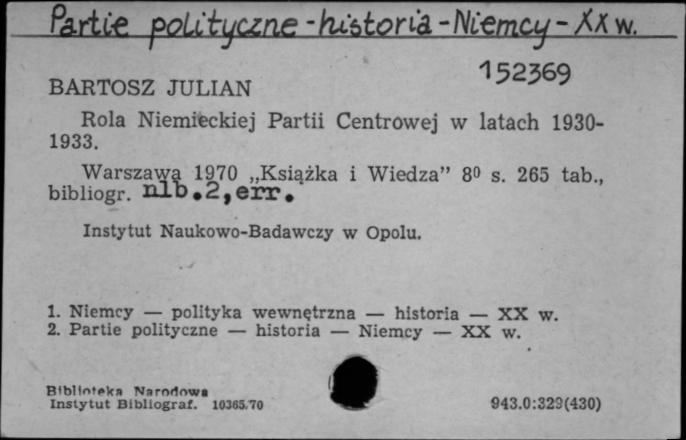 Partie polityczne - historia - Niemcy - XX w.
152369
BARTOSZ JULIAN
Rola Niemieckiej Partii Centrowej w latach 1930-
1933.
Warszawa 1970 „Książka i Wiedza” 8⁰ s. 265 tab.,
bibliogr. nlb.2, err.
Instytut Naukowo-Badawczy w Opolu.
1. Niemcy — polityka wewnętrzna — historia — XX w.
2. Partie polityczne — historia — Niemcy — XX w.
Biblioteka Narodowa
Instytut Bibliograf. 10365.70
943.0:329(430)